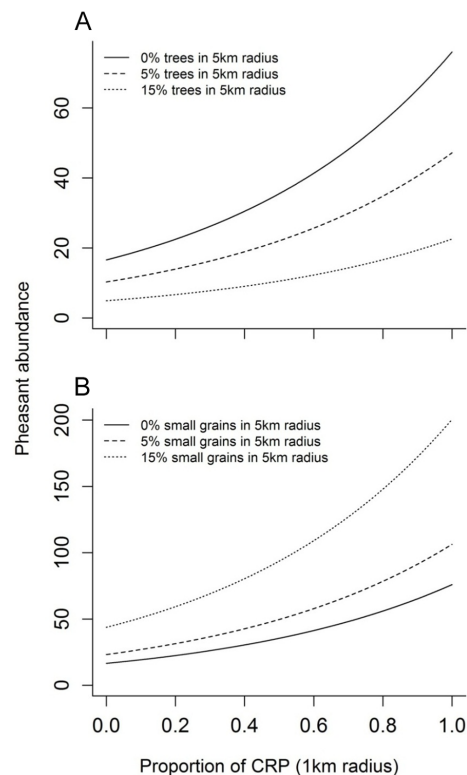 A
0% trees in 5km radius
5% trees in 5km radius
15% trees in 5km radius
60
40
20
0
Pheasant abundance
B
0% small grains in 5km radius
5% small grains in 5km radius
15% small grains in 5km radius
200
150
100
50
0
0.0 0.2 0.4 0.6 0.8 1.0
Proportion of CRP (1km radius)